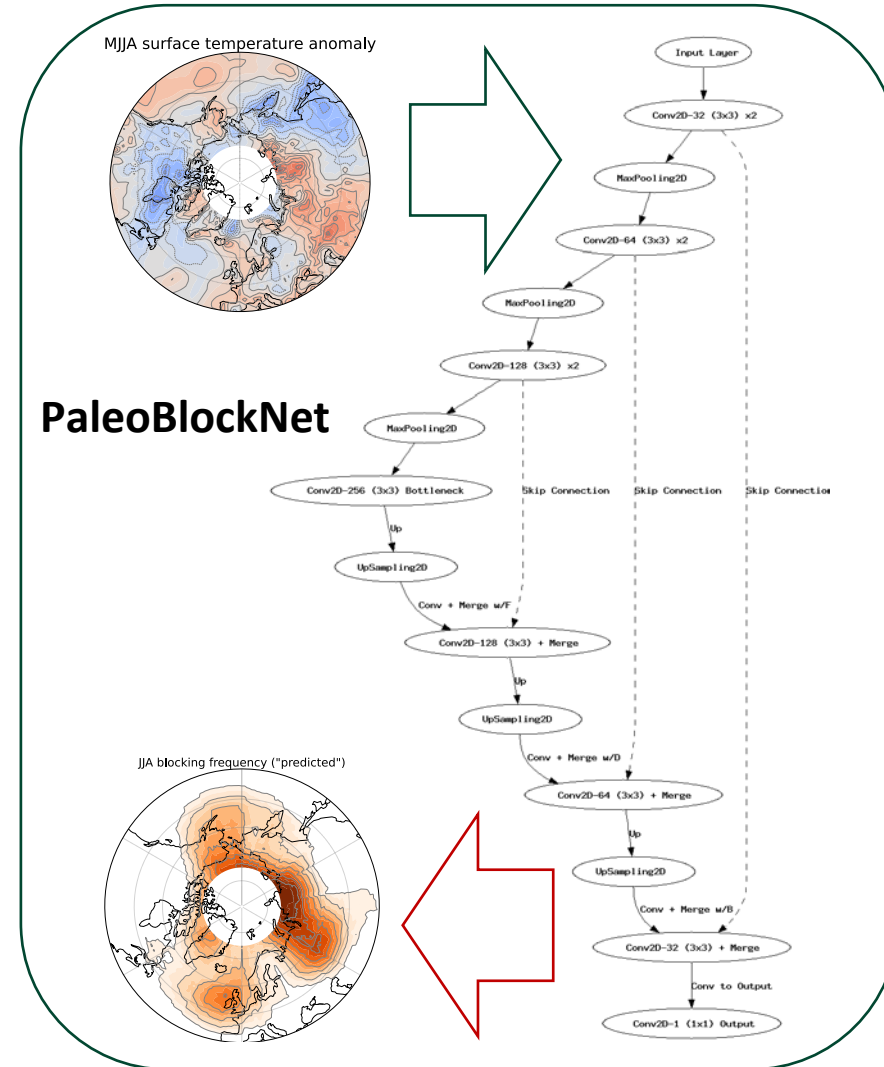 MJJA surface temperature anomaly
PaleoBlockNet
JJA blocking frequency ("predicted")
Input Layer
Conv2D-32 (3x3) x2
MaxPooling2D
Conv2D-64 (3x3) x2
MaxPooling2D
Conv2D-128 (3x3) x2
MaxPooling2D
Conv2D-256 (3x3) Bottleneck
Skip Connection
Skip Connection
Skip Connection
Up
UpSampling2D
Conv + Merge w/F
Conv2D-128 (3x3) + Merge
Up
UpSampling2D
Conv + Merge w/D
Conv2D-64 (3x3) + Merge
Up
UpSampling2D
Conv + Merge w/B
Conv2D-32 (3x3) + Merge
Conv to Output
Conv2D-1 (1x1) Output